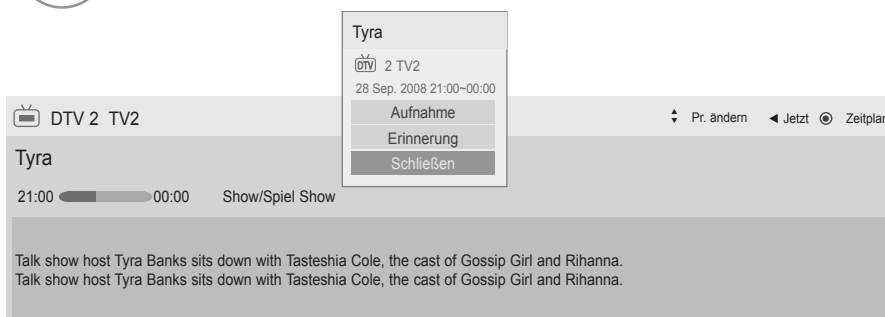 Tyra
DTV 2 TV2
28 Sep. 2008 21:00~00:00
Aufnahme
Erinnerung
Schließen
DTV 2 TV2
Pr. ändern Jetzt Zeitplan
Tyra
21:00 00:00 Show/Spiel Show
Talk show host Tyra Banks sits down with Tasteshia Cole, the cast of Gossip Girl and Rihanna.
Talk show host Tyra Banks sits down with Tasteshia Cole, the cast of Gossip Girl and Rihanna.